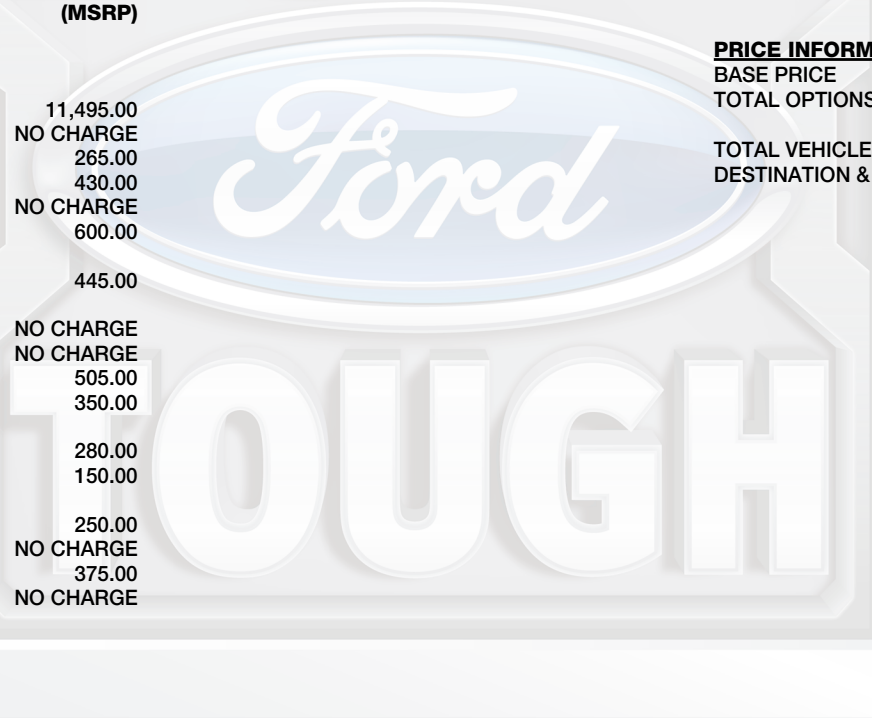 (MSRP)
11,495.00
NO CHARGE
265.00
430.00
NO CHARGE
600.00
445.00
NO CHARGE
NO CHARGE
505.00
350.00
280.00
150.00
250.00
NO CHARGE
375.00
NO CHARGE
PRICE INFORM
BASE PRICE
TOTAL OPTIONS
TOTAL VEHICLE
DESTINATION &
Ford
TOUGH